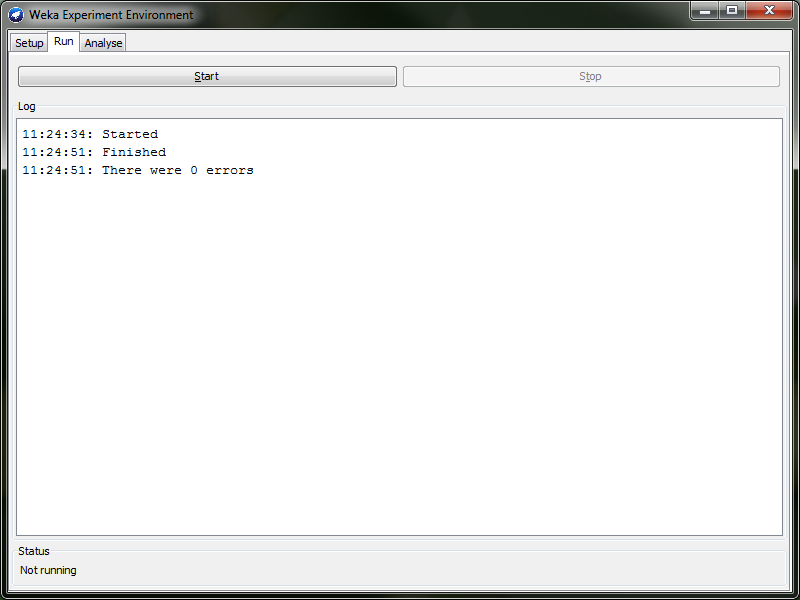 Weka Experiment Environment
Setup Run Analyse
Start Stop
Log
11:24:34: Started
11:24:51: Finished
11:24:51: There were 0 errors
Status
Not running